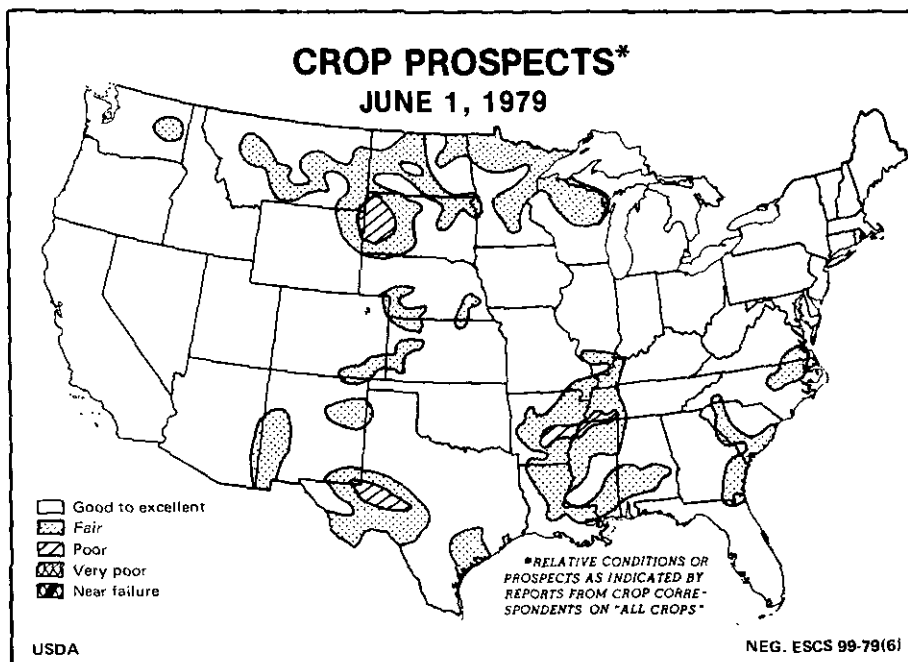 CROP PROSPECTS*
JUNE 1, 1979
Good to excellent
Fair
Poor
Very poor
Near failure
*RELATIVE CONDITIONS OR
PROSPECTS AS INDICATED BY
REPORTS FROM CROP CORRE-
SPONDENTS ON "ALL CROPS"
USDA
NEG. ESCS 99-79(6)